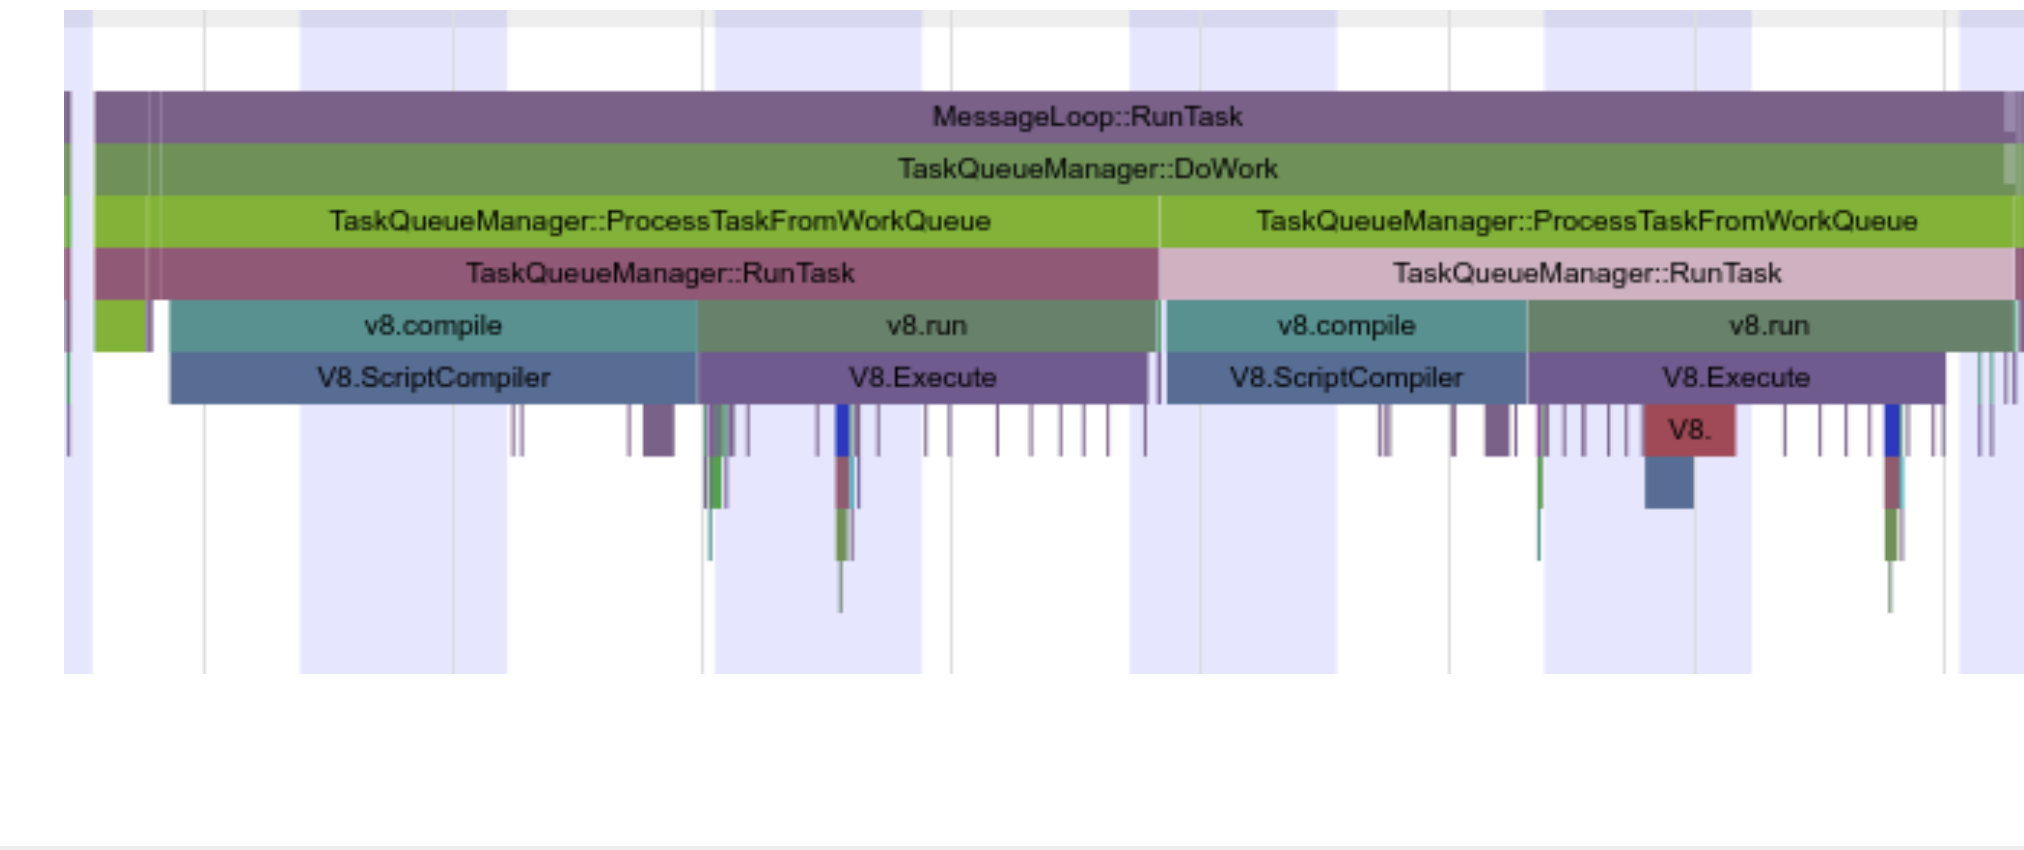 MessageLoop::RunTask
TaskQueueManager::DoWork
TaskQueueManager::ProcessTaskFromWorkQueue TaskQueueManager::ProcessTaskFromWorkQueue
TaskQueueManager::RunTask TaskQueueManager::RunTask
v8.compile v8.run v8.compile v8.run
V8.ScriptCompiler V8.Execute V8.ScriptCompiler V8.Execute
V8.